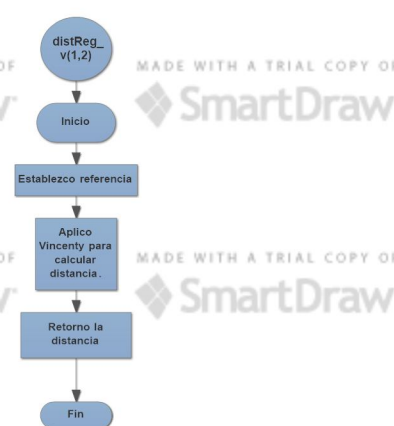 distReg_
v(1,2)
OF
MADE WITH A TRIAL COPY OF
SmartDraw
Inicio
Establezco referencia
Aplico
Vincenty para
calcular
distancia.
OF
MADE WITH A TRIAL COPY OF
SmartDraw
Retorno la
distancia
Fin